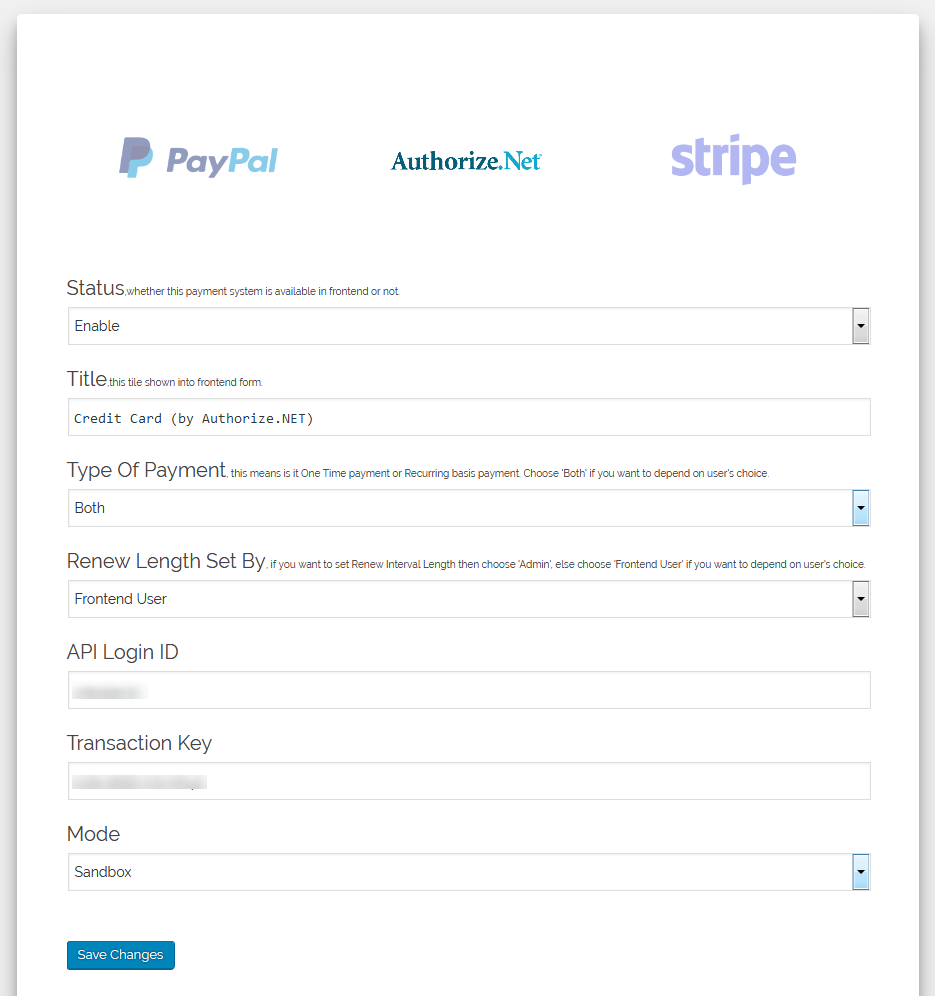 PayPal Authorize.Net stripe
Status,whether this payment system is available in frontend or not.
Enable
Title,this tile shown into frontend form.
Credit Card (by Authorize.NET)
Type Of Payment, this means is it One Time payment or Recurring basis payment. Choose 'Both' if you want to depend on user's choice.
Both
Renew Length Set By, if you want to set Renew Interval Length then choose 'Admin', else choose 'Frontend User' if you want to depend on user's choice.
Frontend User
API Login ID
Transaction Key
Mode
Sandbox
Save Changes